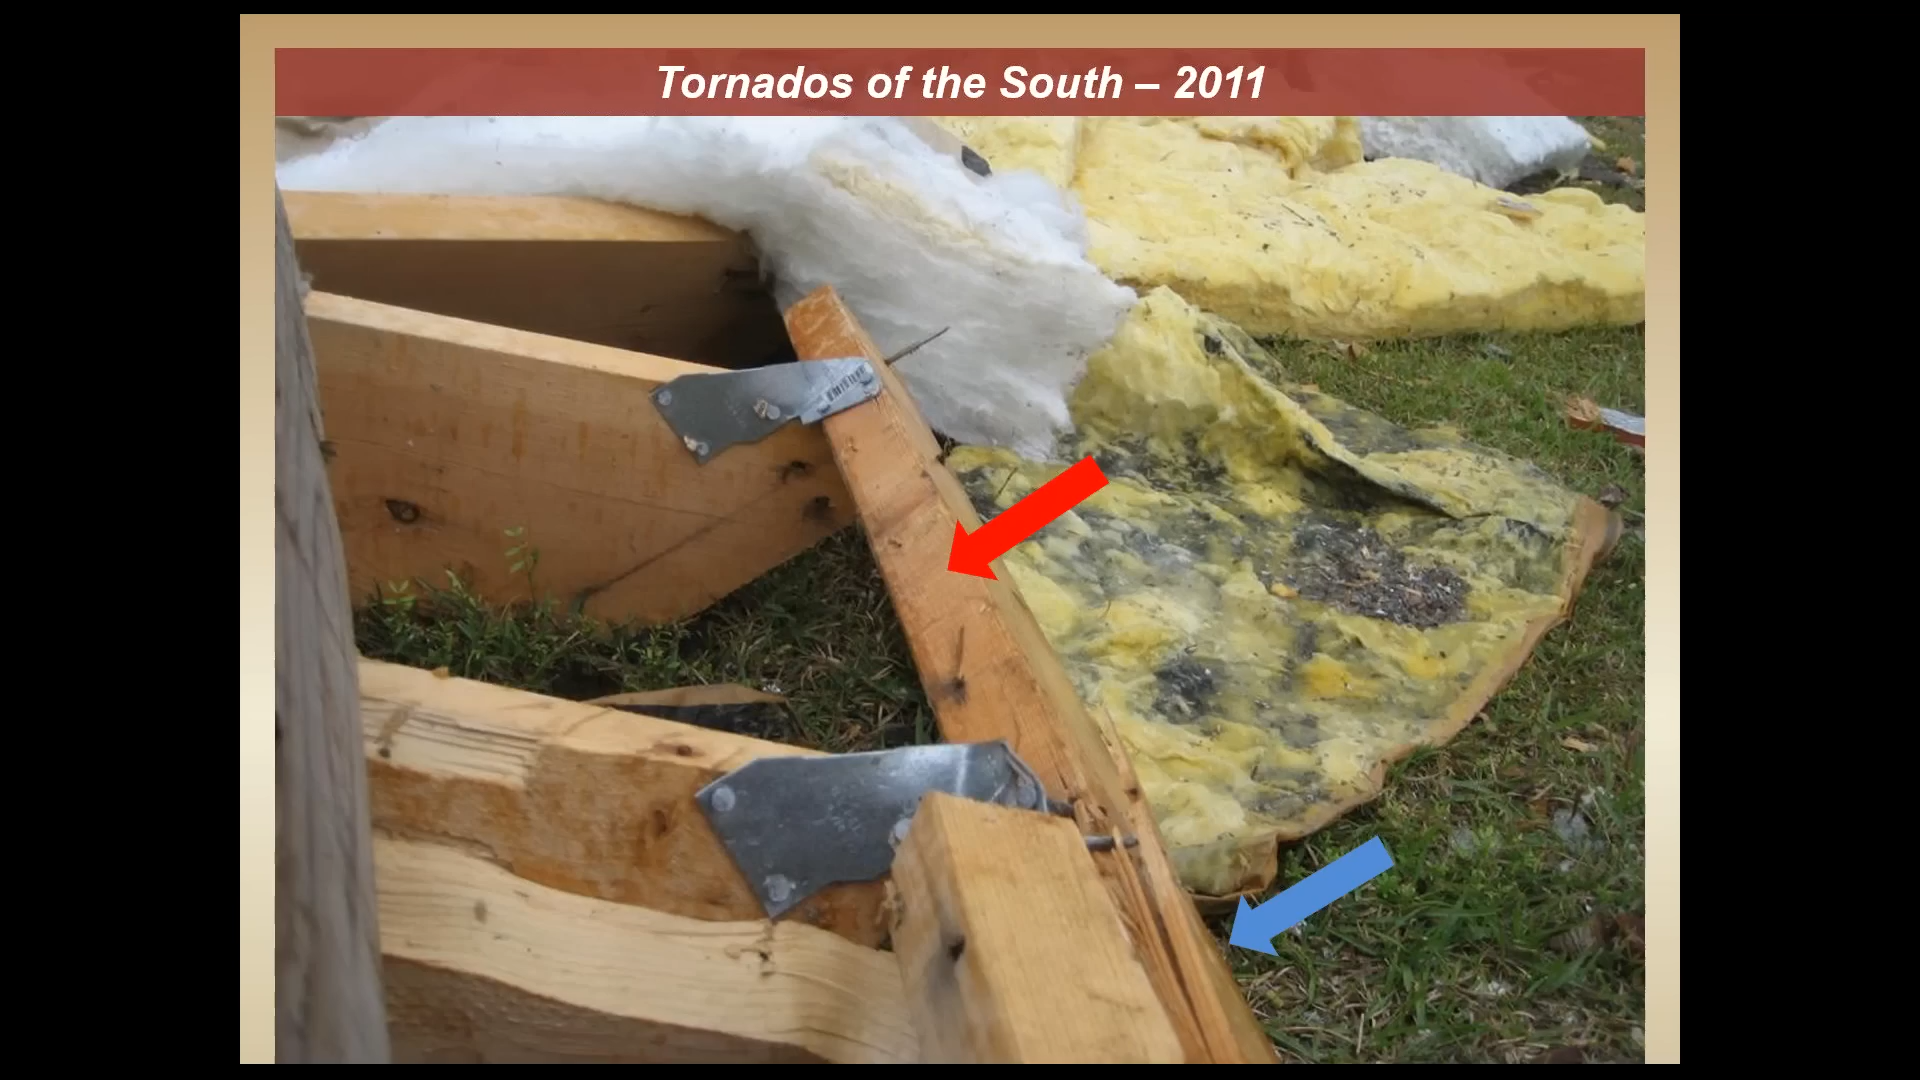 Tornados of the South – 2011